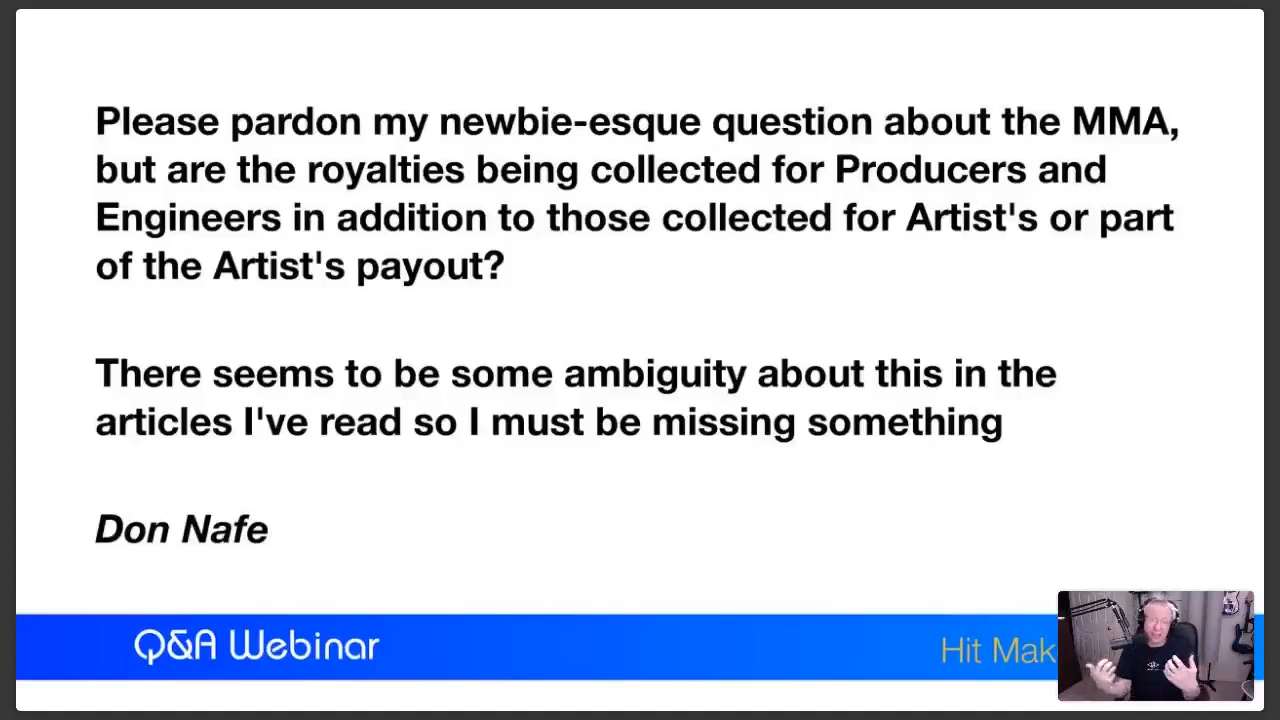 Please pardon my newbie-esque question about the MMA,
but are the royalties being collected for Producers and
Engineers in addition to those collected for Artist's or part
of the Artist's payout?
There seems to be some ambiguity about this in the
articles I've read so I must be missing something
Don Nafe
Q&A Webinar
Hit Mak